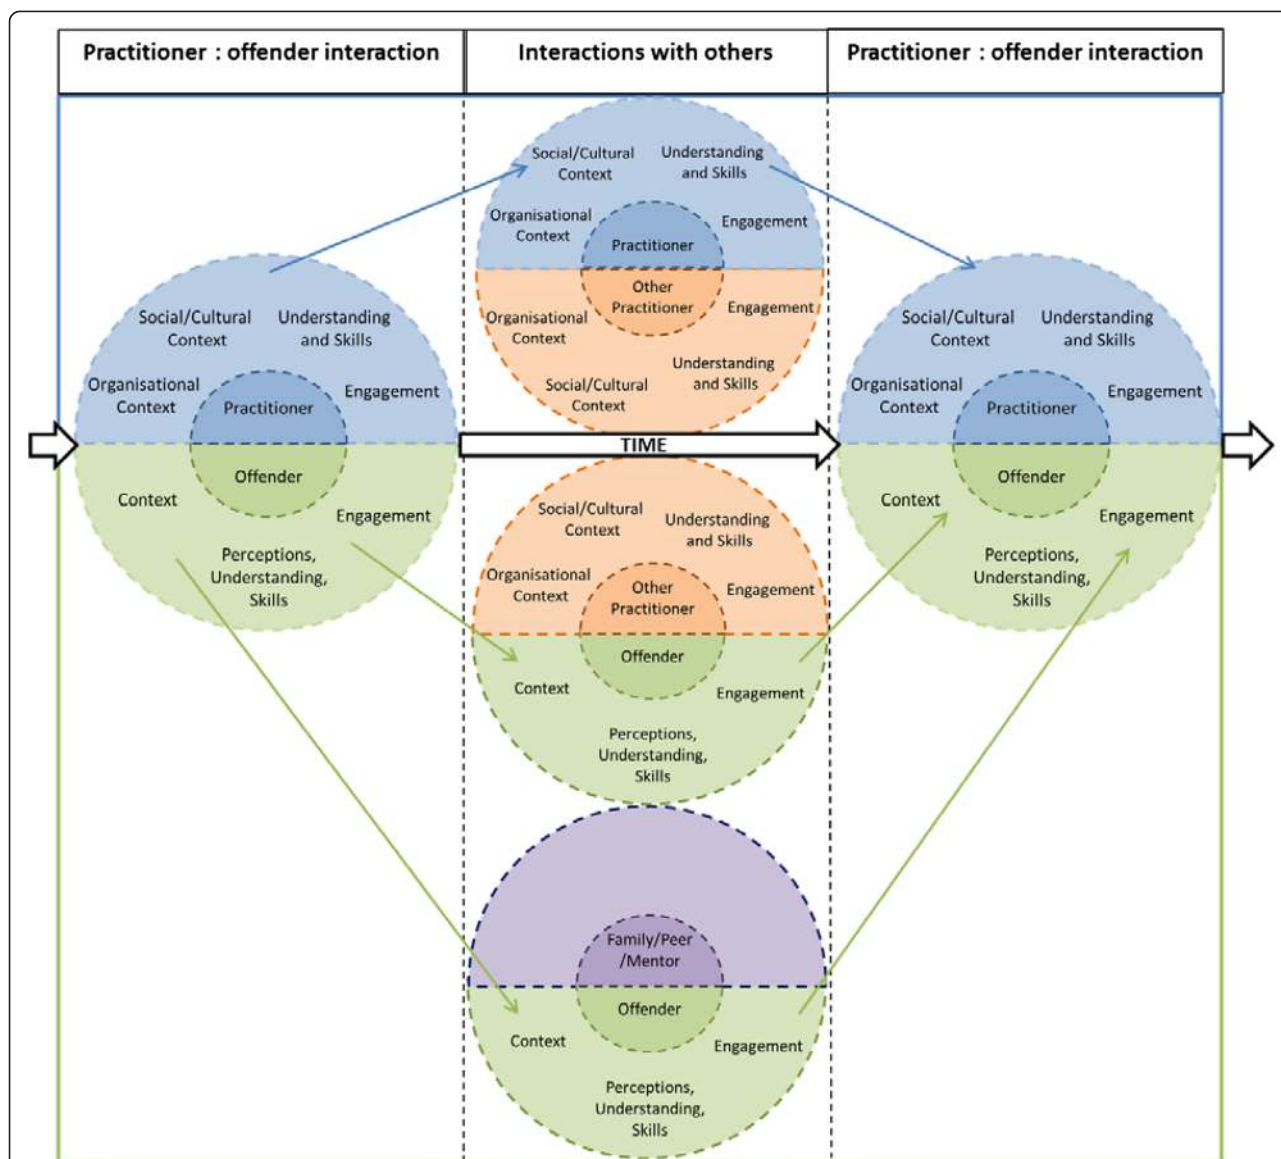 Practitioner : offender interaction
Interactions with others
Practitioner : offender interaction
Social/Cultural
Context
Understanding
and Skills
Organisational
Context
Engagement
Practitioner
Offender
Context
Engagement
Perceptions,
Understanding,
Skills
Social/Cultural
Context
Understanding
and Skills
Organisational
Context
Engagement
Practitioner
Other
Practitioner
Organisational
Context
Engagement
Social/Cultural
Context
Understanding
and Skills
TIME
Social/Cultural
Context
Understanding
and Skills
Organisational
Context
Engagement
Other
Practitioner
Offender
Context
Engagement
Perceptions,
Understanding,
Skills
Family/Peer
/Mentor
Offender
Context
Engagement
Perceptions,
Understanding,
Skills
Social/Cultural
Context
Understanding
and Skills
Organisational
Context
Engagement
Practitioner
Offender
Context
Engagement
Perceptions,
Understanding,
Skills